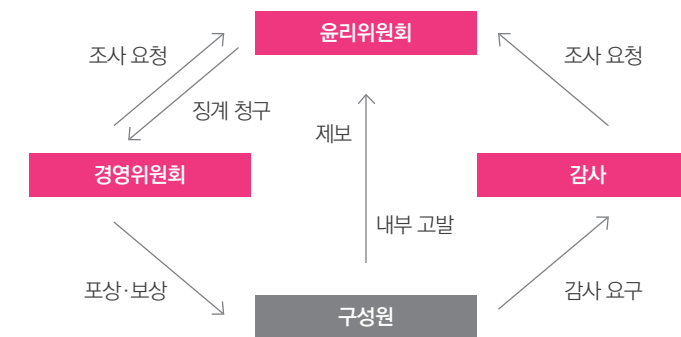 윤리위원회
조사 요청
조사 요청
징계 청구
제보
경영위원회
감사
내부 고발
포상·보상
감사 요구
구성원